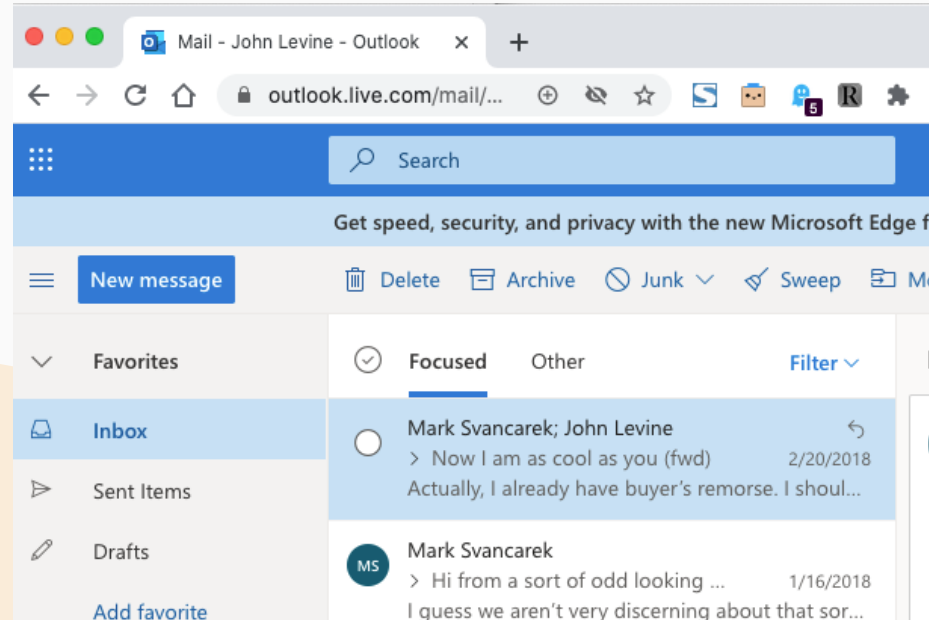 Mail - John Levine - Outlook
outlook.live.com/mail/...
5
R
Search
Get speed, security, and privacy with the new Microsoft Edge f
New message
Delete
Archive
Junk
Sweep
Favorites
Focused
Other
Filter
Inbox
Mark Svancarek; John Levine
> Now I am as cool as you (fwd)
2/20/2018
Actually, I already have buyer's remorse. I shoul...
Sent Items
Drafts
MS
Mark Svancarek
> Hi from a sort of odd looking ...
1/16/2018
I guess we aren't very discerning about that sor...
Add favorite